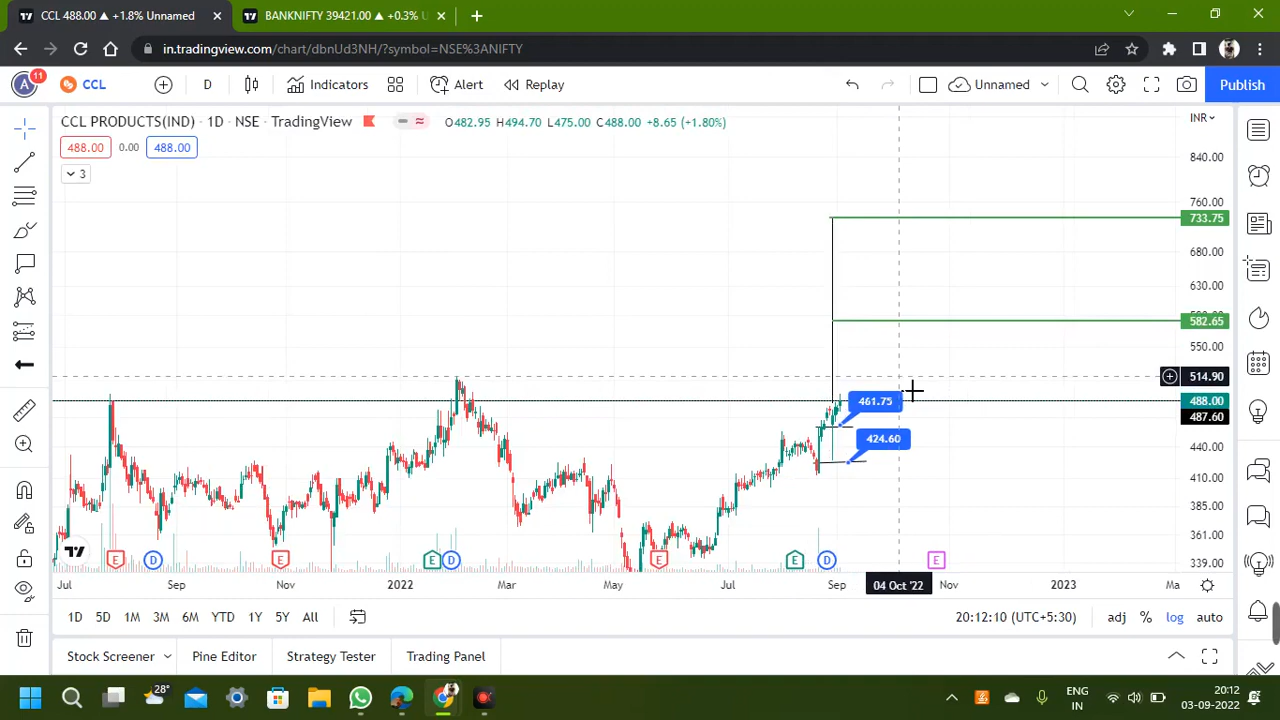 CCL 488.00 ▲ +1.8% Unnamed
BANKNIFTY 39421.00 ▲ +0.3%
in.tradingview.com/chart/dbnUd3NH/?symbol=NSE%3ANIFTY
A 11 CCL D Indicators Alert Replay Unnamed Publish
CCL PRODUCTS(IND) · 1D · NSE · TradingView O482.95 H494.70 L475.00 C488.00 +8.65 (+1.80%)
INR
488.00 0.00 488.00
3
840.00
760.00
733.75
680.00
630.00
582.65
550.00
514.90
461.75
488.00
487.60
424.60
440.00
410.00
385.00
361.00
339.00
E D E E D E E D E
Jul Sep Nov 2022 Mar May Jul Sep 04 Oct '22 Nov 2023 Ma
1D 5D 1M 3M 6M YTD 1Y 5Y All 20:12:10 (UTC+5:30) adj % log auto
Stock Screener Pine Editor Strategy Tester Trading Panel
28°
ENG
IN
20:12
03-09-2022